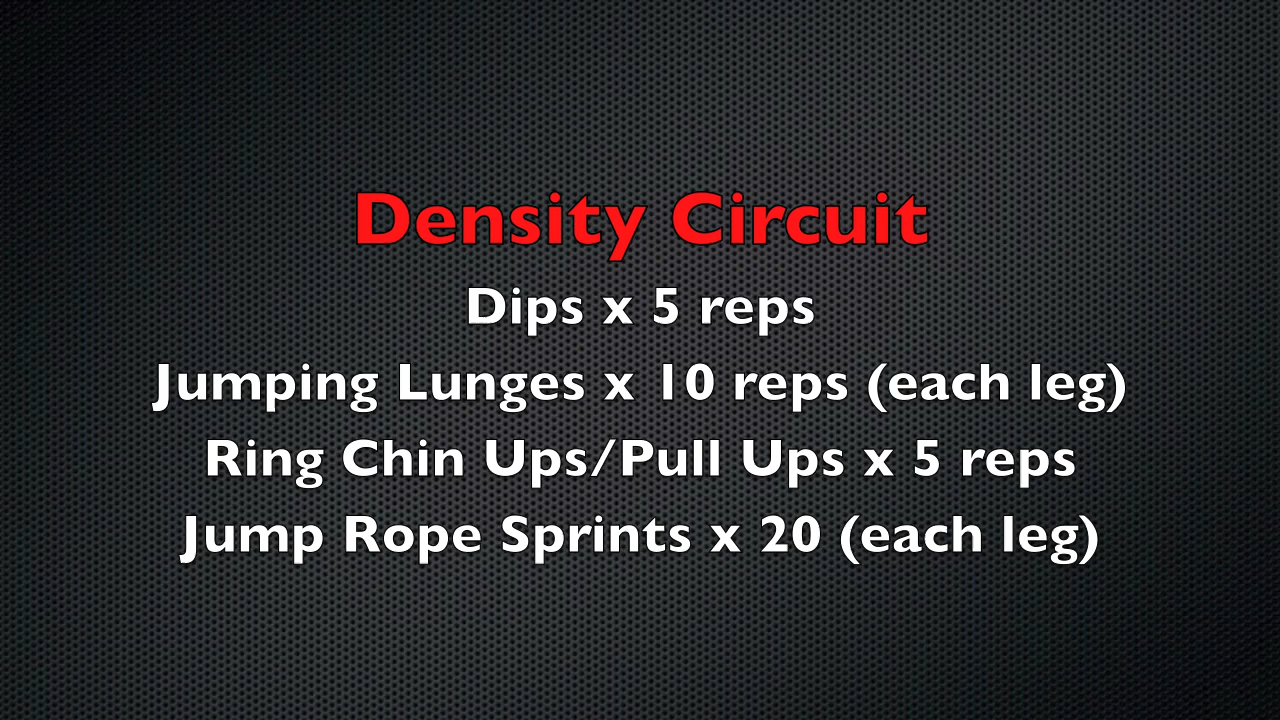 Density Circuit
Dips x 5 reps
Jumping Lunges x 10 reps (each leg)
Ring Chin Ups/Pull Ups x 5 reps
Jump Rope Sprints x 20 (each leg)